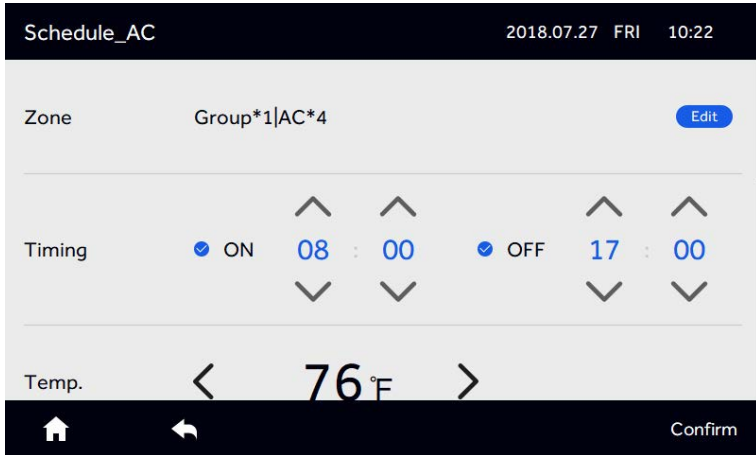 Schedule_AC 2018.07.27 FRI 10:22
Zone Group*1|AC*4 Edit
Timing ON 08 : 00 OFF 17 : 00
Temp. 76 °F
Confirm